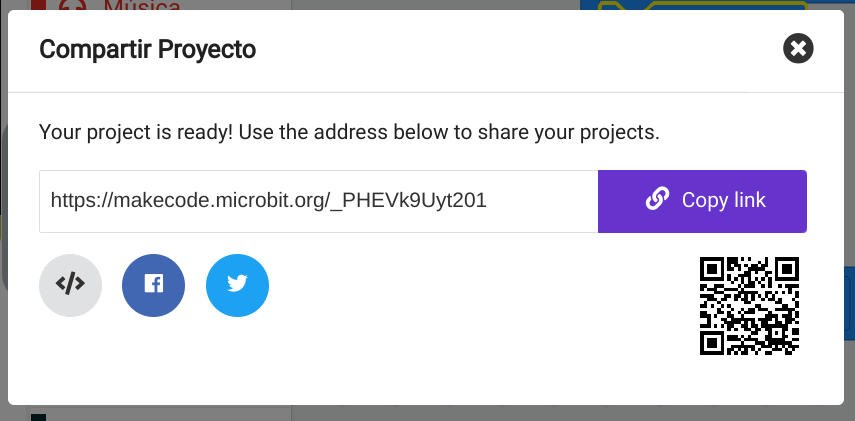 Música
Compartir Proyecto
Your project is ready! Use the address below to share your projects.
https://makecode.microbit.org/_PHEVk9Uyt201
Copy link